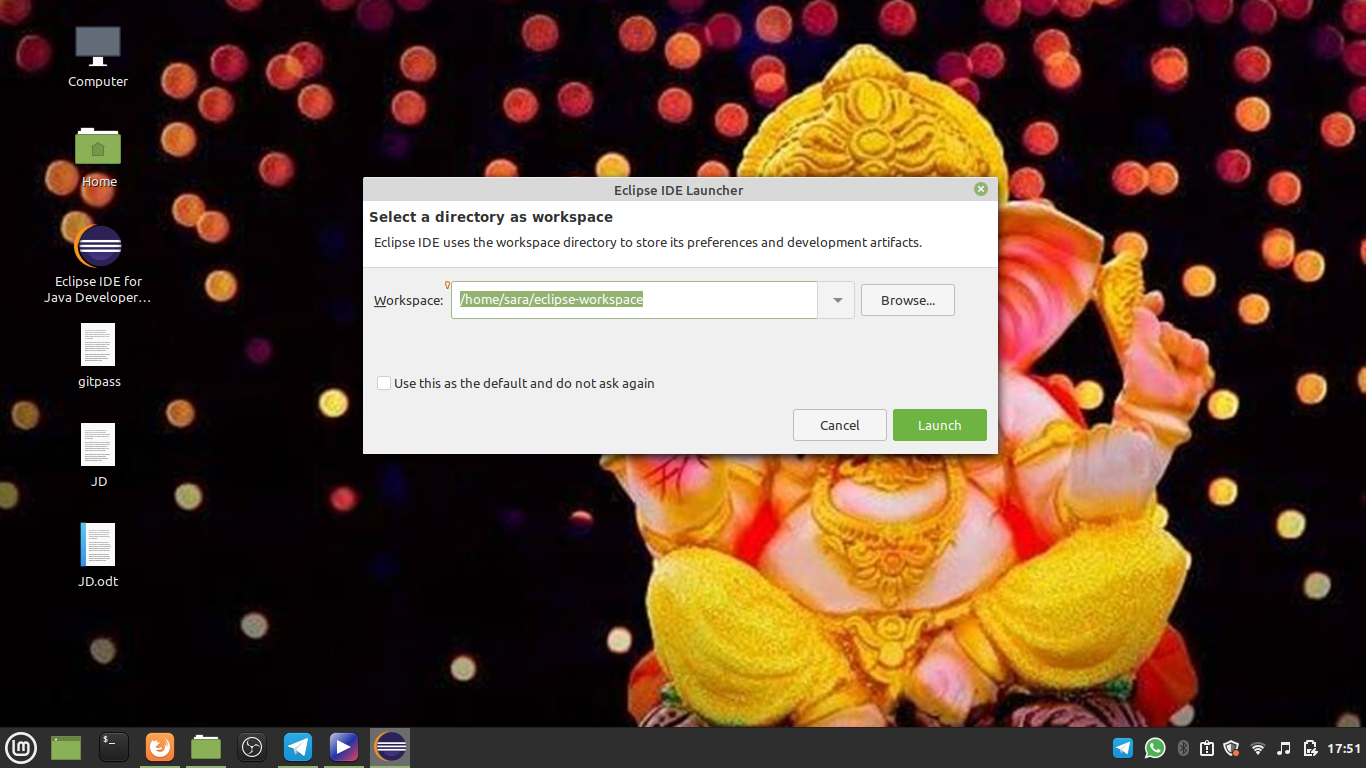 Computer
Home
Eclipse IDE for
Java Developer…
gitpass
JD
JD.odt
Eclipse IDE Launcher
Select a directory as workspace
Eclipse IDE uses the workspace directory to store its preferences and development artifacts.
Workspace: /home/sara/eclipse-workspace Browse...
Use this as the default and do not ask again
Cancel Launch
17:51